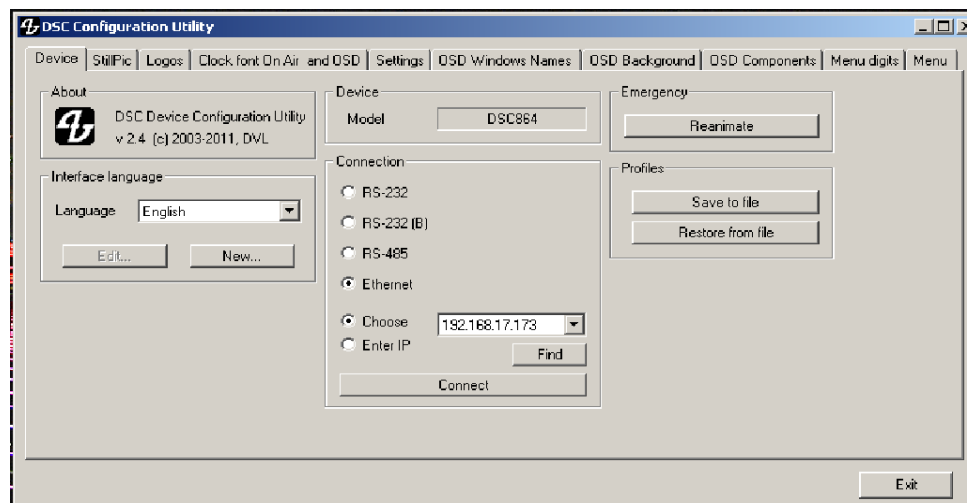 DSC Configuration Utility
Device StillPic Logos Clock font On Air and OSD Settings OSD Windows Names OSD Background OSD Components Menu digits Menu
About
DSC Device Configuration Utility
v 2.4 (c) 2003-2011, DVL
Interface language
Language English
Edit... New...
Device
Model DSC864
Connection
RS-232
RS-232 (B)
RS-485
Ethernet
Choose 192.168.17.173
Enter IP
Find
Connect
Emergency
Reanimate
Profiles
Save to file
Restore from file
Exit